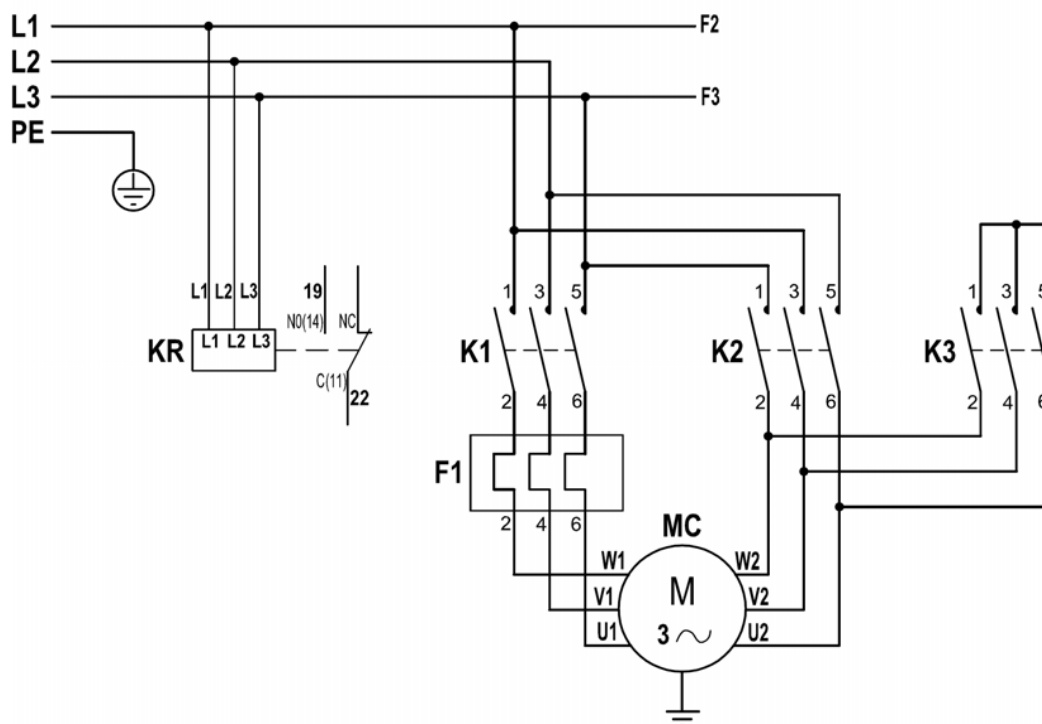 L1 F2
L2
L3 F3
PE
L1 L2 L3 19
N0(14) NC
KR L1 L2 L3
C(11)
22
1 3 5
K1
2 4 6
1 3 5
K2
2 4 6
1 3 5
K3
2 4 6
F1
2 4 6
MC
W1 W2
V1 M V2
U1 3 U2